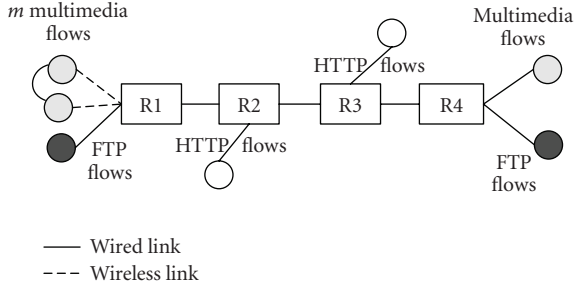 m multimedia
flows
Multimedia
flows
HTTP flows
R1
R2
R3
R4
FTP
flows
HTTP flows
FTP
flows
Wired link
Wireless link